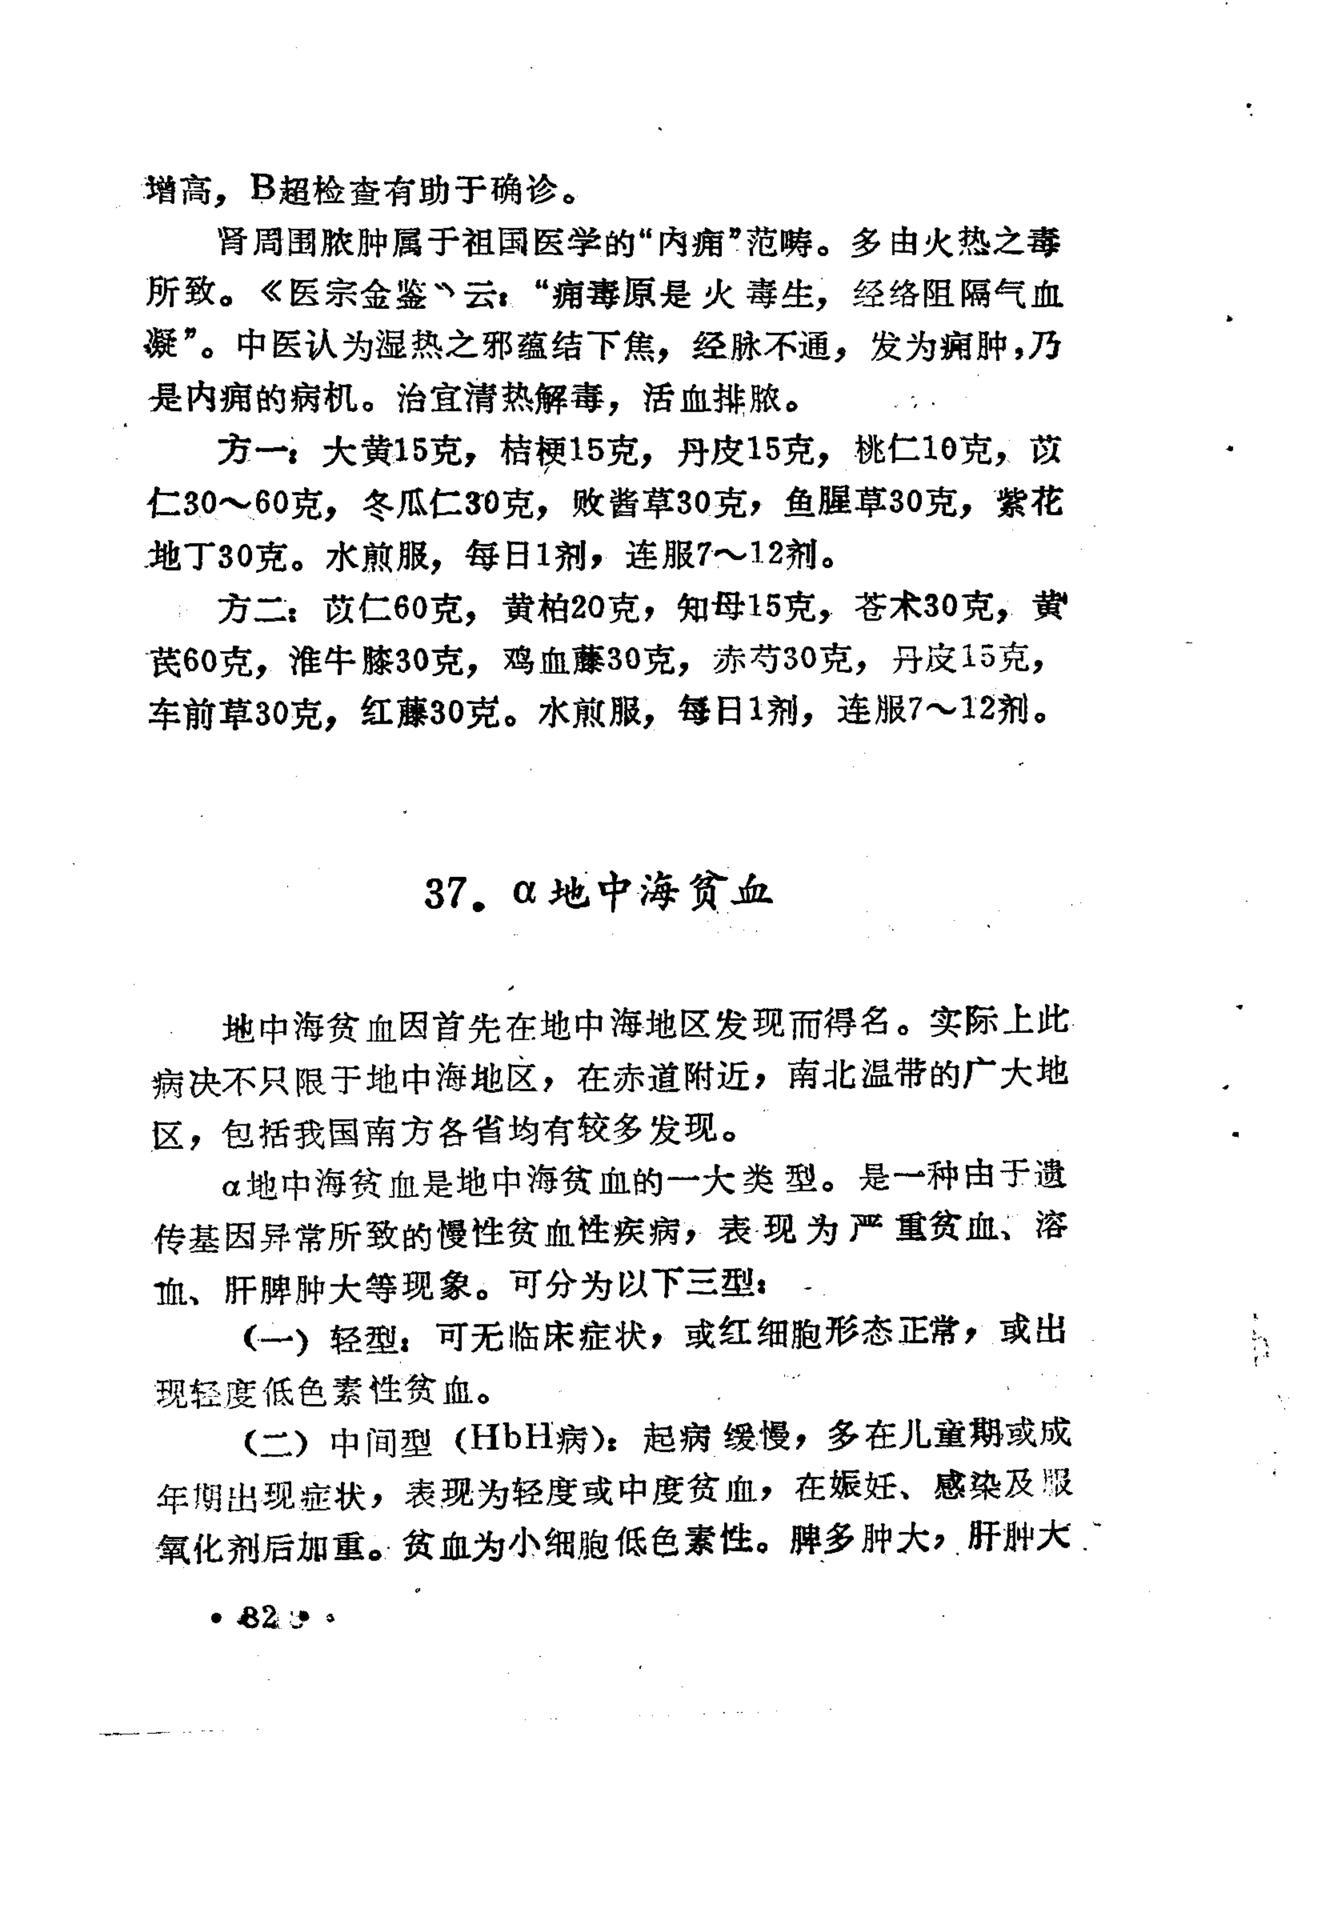 增高，B超检查有助于确诊。
肾周围脓肿属于祖国医学的“内痈”范畴。多由火热之毒
所致。《医宗金鉴》云：“痈毒原是火毒生，经络阻隔气血
凝”。中医认为湿热之邪蕴结下焦，经脉不通，发为痈肿，乃
是内痈的病机。治宜清热解毒，活血排脓。
方一：大黄15克，桔梗15克，丹皮15克，桃仁10克，苡
仁30～60克，冬瓜仁30克，败酱草30克，鱼腥草30克，紫花
地丁30克。水煎服，每日1剂，连服7～12剂。
方二：苡仁60克，黄柏20克，知母15克，苍术30克，黄
芪60克，淮牛膝30克，鸡血藤30克，赤芍30克，丹皮15克，
车前草30克，红藤30克。水煎服，每日1剂，连服7～12剂。
37．α地中海贫血
地中海贫血因首先在地中海地区发现而得名。实际上此
病决不只限于地中海地区，在赤道附近，南北温带的广大地
区，包括我国南方各省均有较多发现。
α地中海贫血是地中海贫血的一大类型。是一种由于遗
传基因异常所致的慢性贫血性疾病，表现为严重贫血、溶
血、肝脾肿大等现象。可分为以下三型：
（一）轻型：可无临床症状，或红细胞形态正常，或出
现轻度低色素性贫血。
（二）中间型（HbH病）：起病缓慢，多在儿童期或成
年期出现症状，表现为轻度或中度贫血，在娠妊、感染及服
氧化剂后加重。贫血为小细胞低色素性。脾多肿大，肝肿大
• 82 •